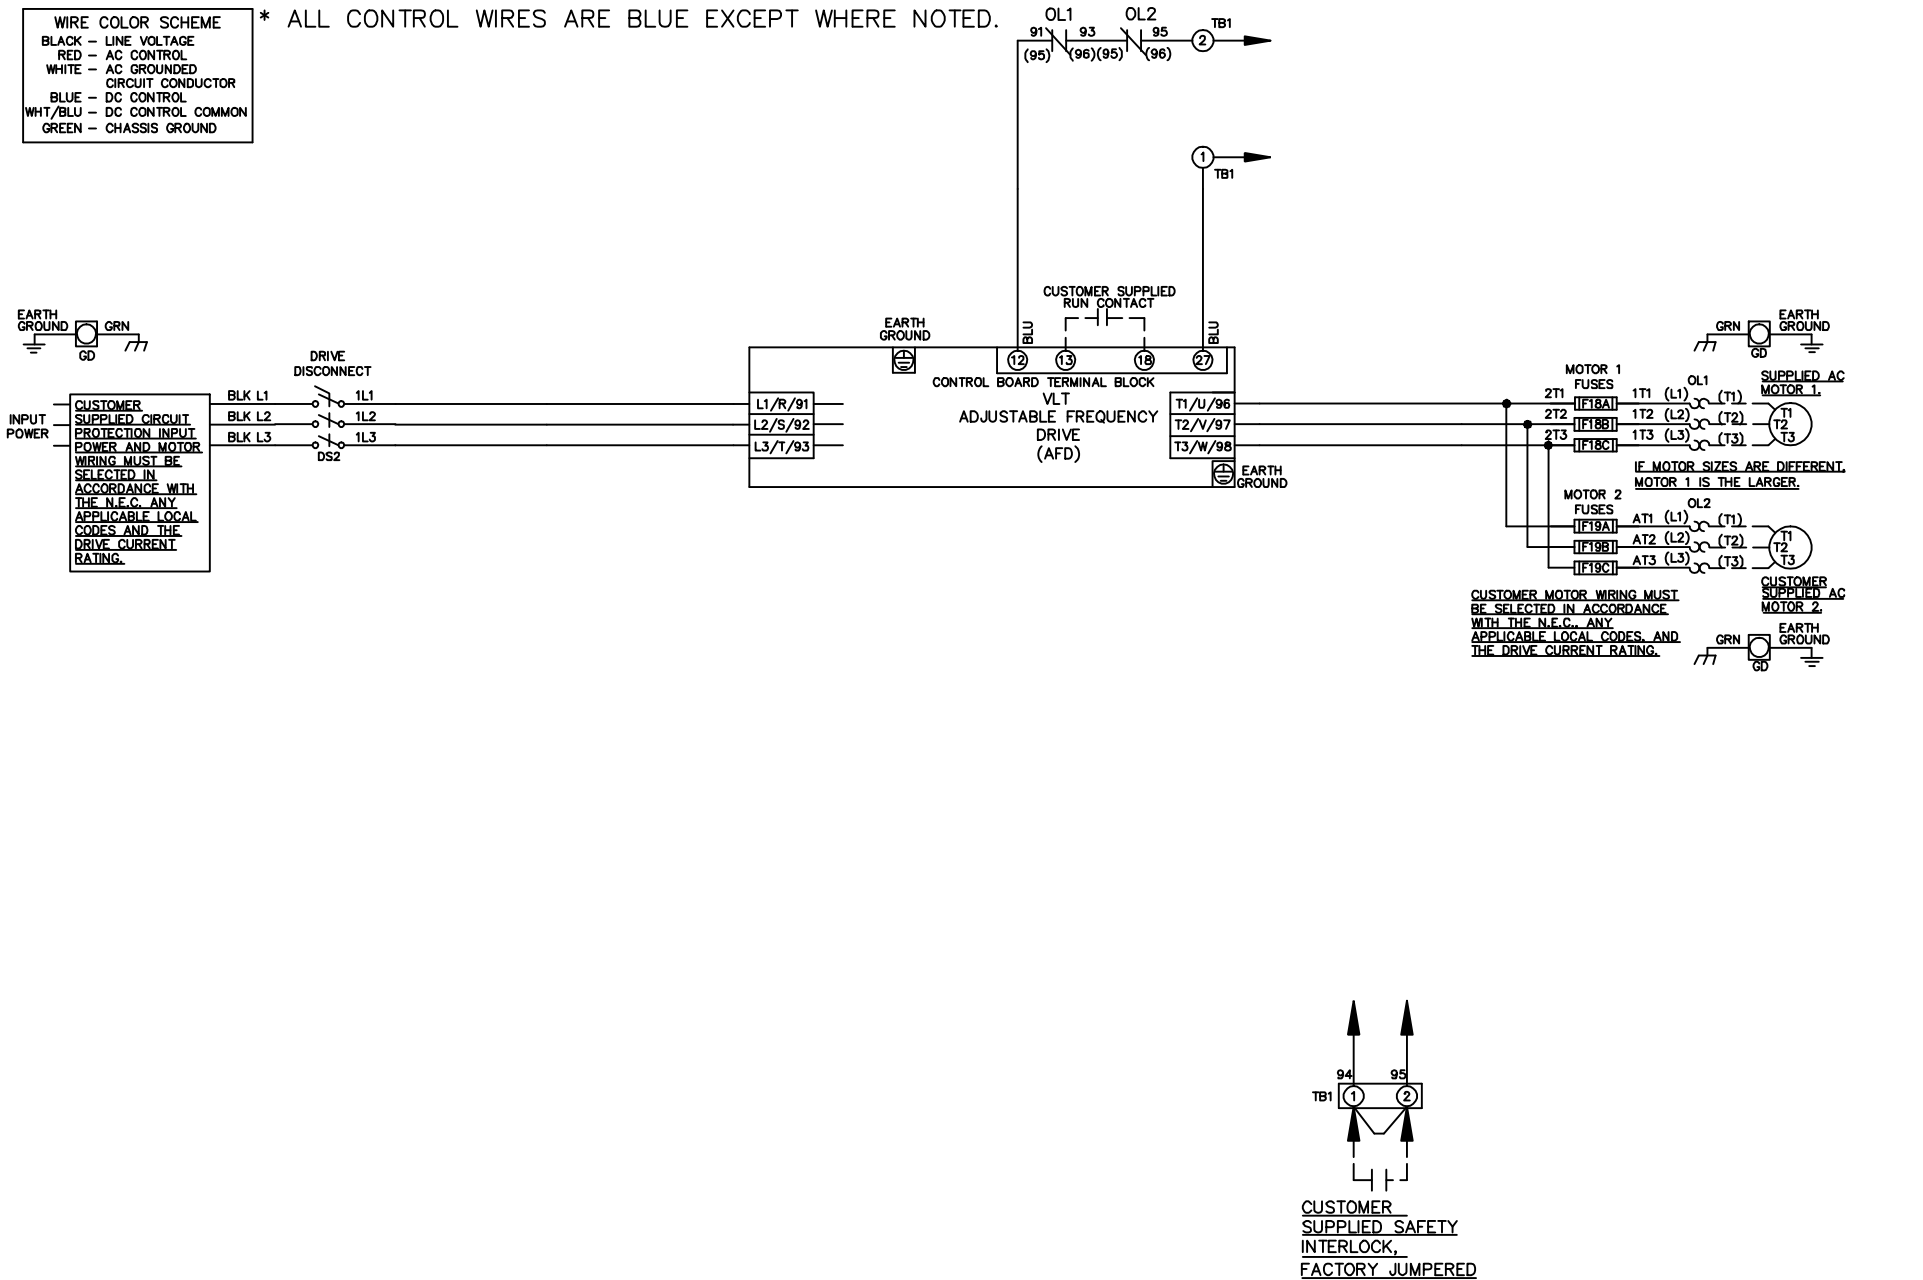 WIRE COLOR SCHEME
BLACK – LINE VOLTAGE
RED – AC CONTROL
WHITE – AC GROUNDED
CIRCUIT CONDUCTOR
BLUE – DC CONTROL
WHT/BLU – DC CONTROL COMMON
GREEN – CHASSIS GROUND
* ALL CONTROL WIRES ARE BLUE EXCEPT WHERE NOTED.
OL1 OL2
91 93 95 TB1
2
(95) (96)(95) (96)
1
TB1
CUSTOMER SUPPLIED
RUN CONTACT
BLU BLU
EARTH
GROUND
12 13 18 27
CONTROL BOARD TERMINAL BLOCK
VLT
ADJUSTABLE FREQUENCY
DRIVE
(AFD)
L1/R/91
L2/S/92
L3/T/93
T1/U/96
T2/V/97
T3/W/98
EARTH
GROUND
EARTH
GROUND GRN
GD
DRIVE
DISCONNECT
BLK L1 1L1
BLK L2 1L2
BLK L3 1L3
DS2
INPUT
POWER
CUSTOMER
SUPPLIED CIRCUIT
PROTECTION INPUT
POWER AND MOTOR
WIRING MUST BE
SELECTED IN
ACCORDANCE WITH
THE N.E.C. ANY
APPLICABLE LOCAL
CODES AND THE
DRIVE CURRENT
RATING.
GRN EARTH
GROUND
GD
MOTOR 1
FUSES
OL1
SUPPLIED AC
MOTOR 1.
2T1 F18A 1T1 (L1) (T1) T1
2T2 F18B 1T2 (L2) (T2) T2
2T3 F18C 1T3 (L3) (T3) T3
IF MOTOR SIZES ARE DIFFERENT,
MOTOR 1 IS THE LARGER.
MOTOR 2
FUSES
OL2
F19A AT1 (L1) (T1) T1
F19B AT2 (L2) (T2) T2
F19C AT3 (L3) (T3) T3
CUSTOMER
SUPPLIED AC
MOTOR 2.
CUSTOMER MOTOR WIRING MUST
BE SELECTED IN ACCORDANCE
WITH THE N.E.C., ANY
APPLICABLE LOCAL CODES, AND
THE DRIVE CURRENT RATING.
GRN EARTH
GROUND
GD
94 95
TB1 1 2
CUSTOMER
SUPPLIED SAFETY
INTERLOCK,
FACTORY JUMPERED